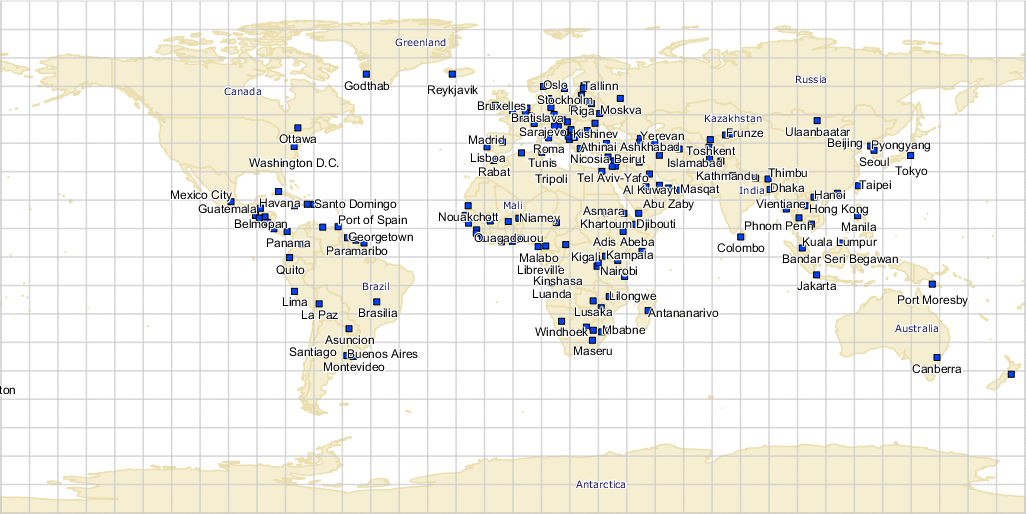 Greenland
Russia
Godthab
Reykjavik
Oslo
Tallinn
Canada
Stockholm
Bruxelles
Riga
Moskva
Bratislava
Kazakhstan
Sarajevo
Kishinev
Frunze
Ulaanbaatar
Ottawa
Madrid
Yerevan
Beijing
Pyongyang
Roma
Athinai
Ashkhabad
Toshkent
Washington D.C.
Lisboa
Tunis
Nicosia
Beirut
Islamabad
Seoul
Tokyo
Rabat
Tripoli
Tel Aviv-Yafo
Kathmandu
Thimbu
Mexico City
Havana
Santo Domingo
Al Kuwayt
Masqat
India
Dhaka
Taipei
Guatemala
Nouakchott
Mali
Niamey
Asmara
Abu Zaby
Vientiane
Hanoi
Hong Kong
Belmopan
Port of Spain
Khartoum
Djibouti
Phnom Penh
Manila
Panama
Georgetown
Ouagadouou
Adis Abeba
Colombo
Kuala Lumpur
Paramaribo
Malabo
Kigali
Kampala
Bandar Seri Begawan
Quito
Libreville
Nairobi
Kinshasa
Jakarta
Brazil
Luanda
Lilongwe
Port Moresby
Lima
La Paz
Brasilia
Lusaka
Antananarivo
Asuncion
Windhoek
Mbabne
Australia
Santiago
Buenos Aires
Maseru
Montevideo
Canberra
ton
Antarctica